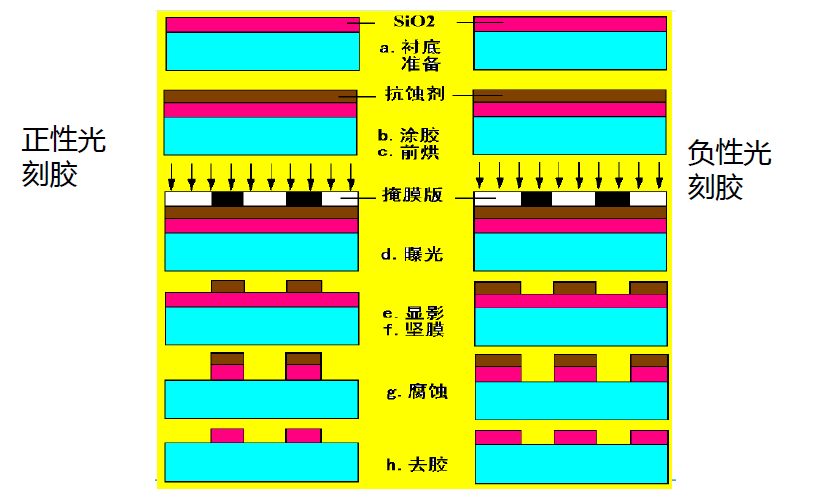 SiO2
a. 衬底
准备
抗蚀剂
b. 涂胶
c. 前烘
正性光
刻胶
负性光
刻胶
掩膜版
d. 曝光
e. 显影
f. 坚膜
g. 腐蚀
h. 去胶